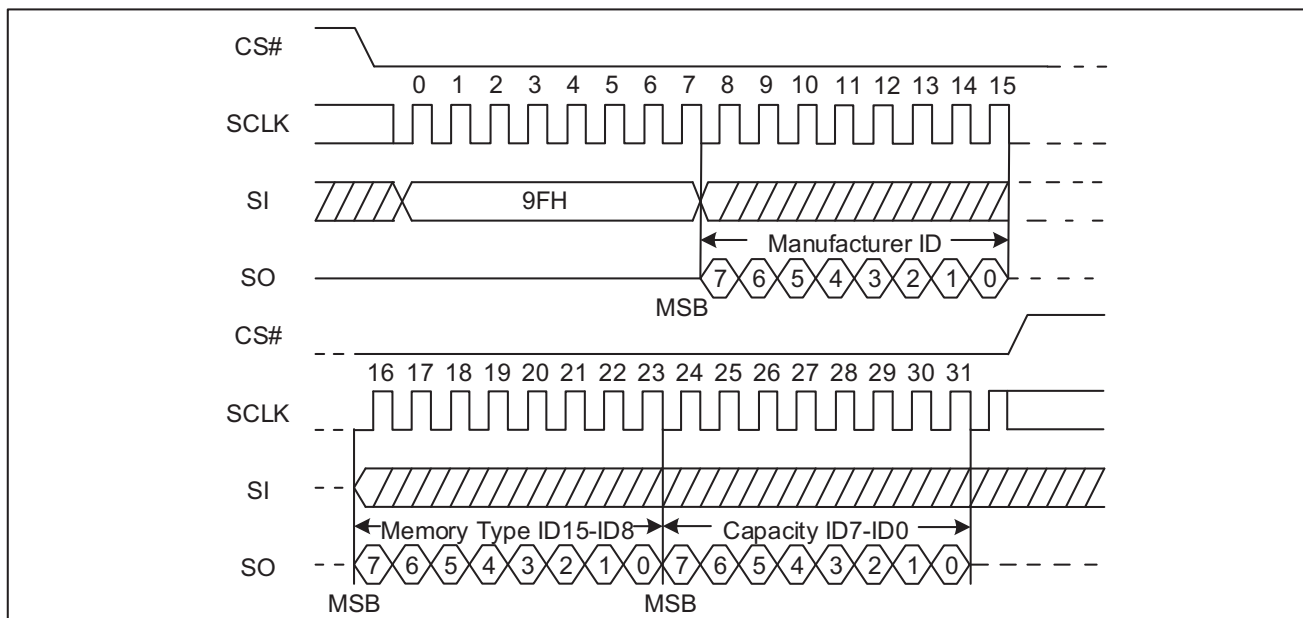 CS#
0 1 2 3 4 5 6 7 8 9 10 11 12 13 14 15
SCLK
SI 9FH
Manufacturer ID
SO 7 6 5 4 3 2 1 0
MSB
CS#
16 17 18 19 20 21 22 23 24 25 26 27 28 29 30 31
SCLK
SI
Memory Type ID15-ID8 Capacity ID7-ID0
SO 7 6 5 4 3 2 1 0 7 6 5 4 3 2 1 0
MSB MSB